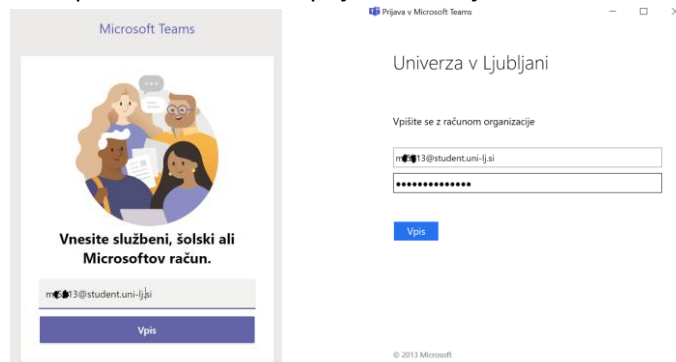 Microsoft Teams
Vnesite službeni, šolski ali
Microsoftov račun.
13@student.uni-lj.si
Vpis
Prijava v Microsoft Teams
Univerza v Ljubljani
Vpišite se z računom organizacije
13@student.uni-lj.si
••••••••••••••
Vpis
© 2013 Microsoft